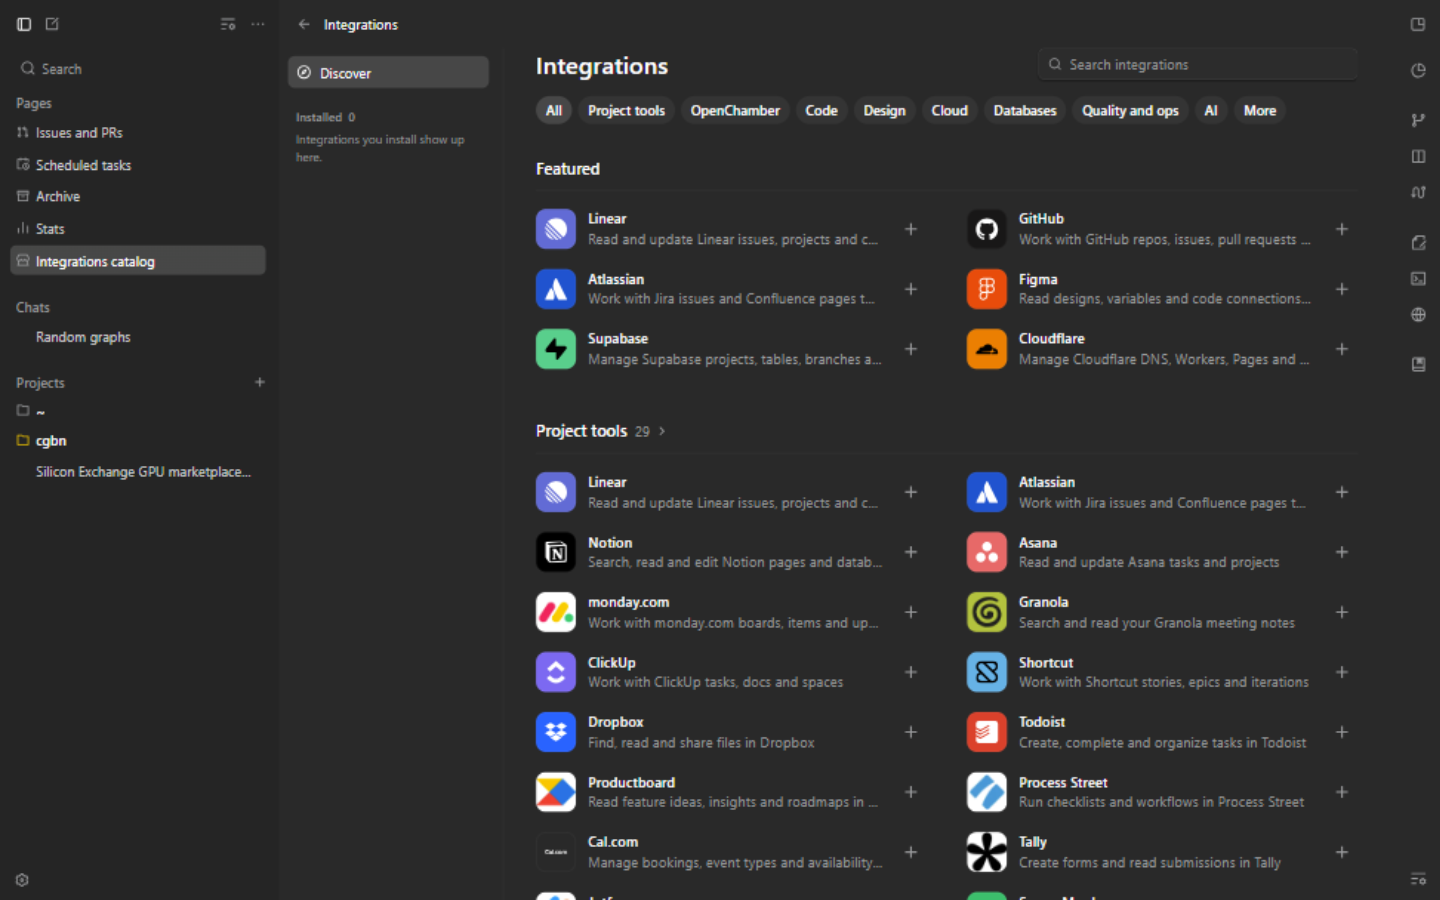 Integrations
Search
Pages
Issues and PRs
Scheduled tasks
Archive
Stats
Integrations catalog
Chats
Random graphs
Projects
~
cgbn
Silicon Exchange GPU marketplace...
Discover
Installed 0
Integrations you install show up
here.
Integrations
Search integrations
All
Project tools
OpenChamber
Code
Design
Cloud
Databases
Quality and ops
AI
More
Featured
Linear
Read and update Linear issues, projects and c...
GitHub
Work with GitHub repos, issues, pull requests ...
Atlassian
Work with Jira issues and Confluence pages t...
Figma
Read designs, variables and code connections...
Supabase
Manage Supabase projects, tables, branches a...
Cloudflare
Manage Cloudflare DNS, Workers, Pages and ...
Project tools 29
Linear
Read and update Linear issues, projects and c...
Atlassian
Work with Jira issues and Confluence pages t...
Notion
Search, read and edit Notion pages and datab...
Asana
Read and update Asana tasks and projects
monday.com
Work with monday.com boards, items and up...
Granola
Search and read your Granola meeting notes
ClickUp
Work with ClickUp tasks, docs and spaces
Shortcut
Work with Shortcut stories, epics and iterations
Dropbox
Find, read and share files in Dropbox
Todoist
Create, complete and organize tasks in Todoist
Productboard
Read feature ideas, insights and roadmaps in ...
Process Street
Run checklists and workflows in Process Street
Cal.com
Cal.com
Manage bookings, event types and availability...
Tally
Create forms and read submissions in Tally